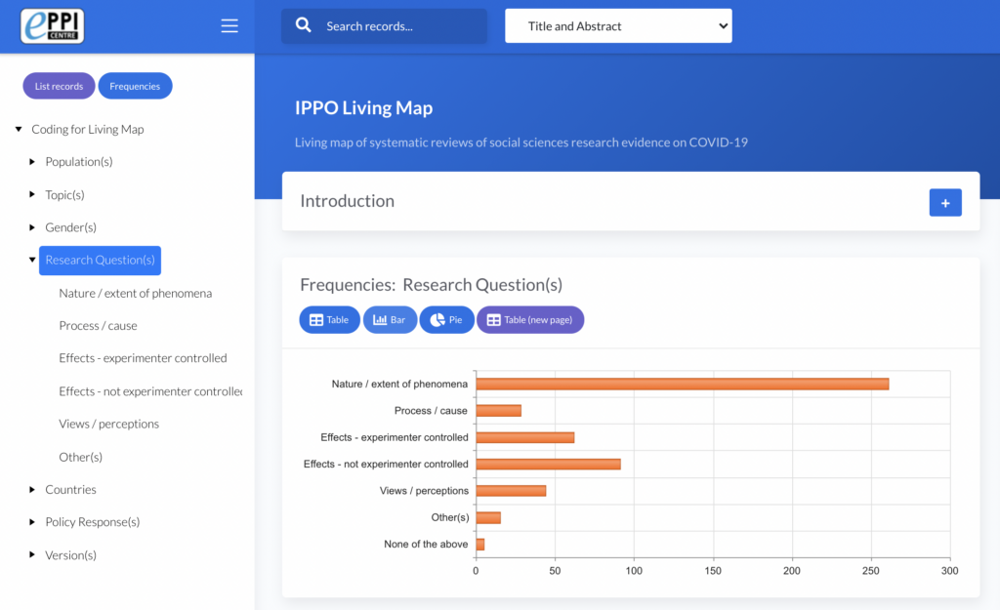 ePPI
CENTRE
Search records...
Title and Abstract
List records
Frequencies
Coding for Living Map
Population(s)
Topic(s)
Gender(s)
Research Question(s)
Nature / extent of phenomena
Process / cause
Effects - experimenter controlled
Effects - not experimenter controlled
Views / perceptions
Other(s)
Countries
Policy Response(s)
Version(s)
IPPO Living Map
Living map of systematic reviews of social sciences research evidence on COVID-19
Introduction
+
Frequencies: Research Question(s)
Table Bar Pie Table (new page)
Nature / extent of phenomena
Process / cause
Effects - experimenter controlled
Effects - not experimenter controlled
Views / perceptions
Other(s)
None of the above
0 50 100 150 200 250 300